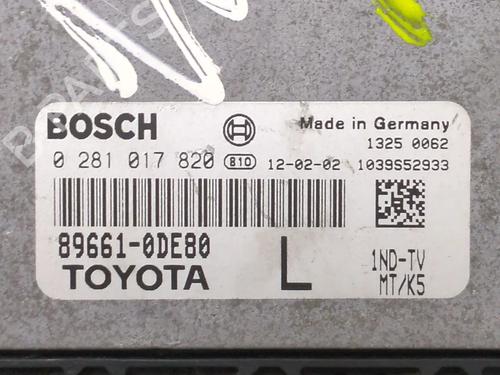 BOSCH
Made in Germany
1325 0062
0 281 017 820 810 12-02-02 1039S52933
89661-0DE80
TOYOTA
L
1ND-TV
MT/K5